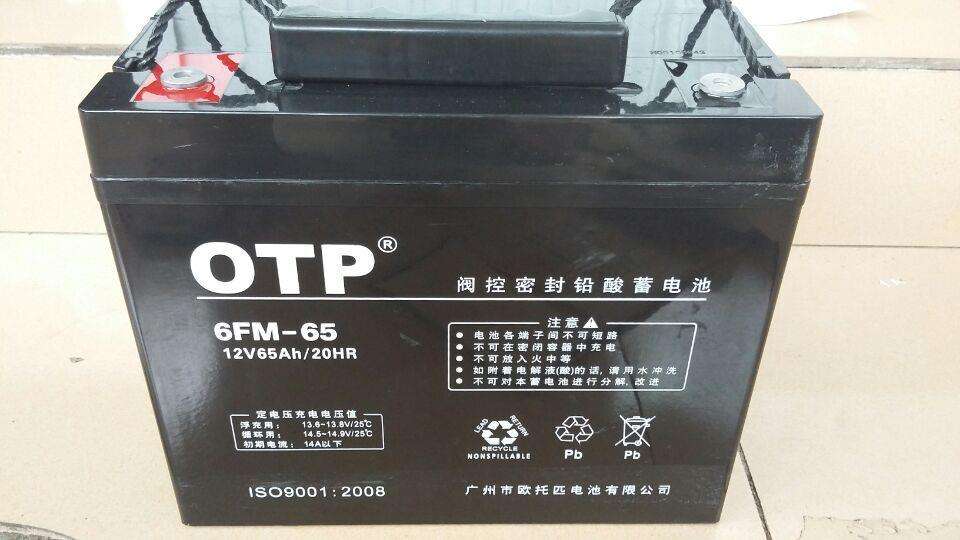 OTP®
阀控密封铅酸蓄电池
6FM-65
12V65Ah/20HR
注意
电池各端子间不可短路
不可在密闭容器中充电
不可放入火中等
如附着电解液(酸)的话,请用水冲洗
不可对本蓄电池进行分解,改进
定电压充电电压值
浮充用: 13.6-13.8V/25℃
循环用: 14.5-14.9V/25℃
初期电流: 14A以下
LEAD RETURN
RECYCLE
NONSPILLABLE
Pb
Pb
ISO9001:2008
广州市欧托匹电池有限公司